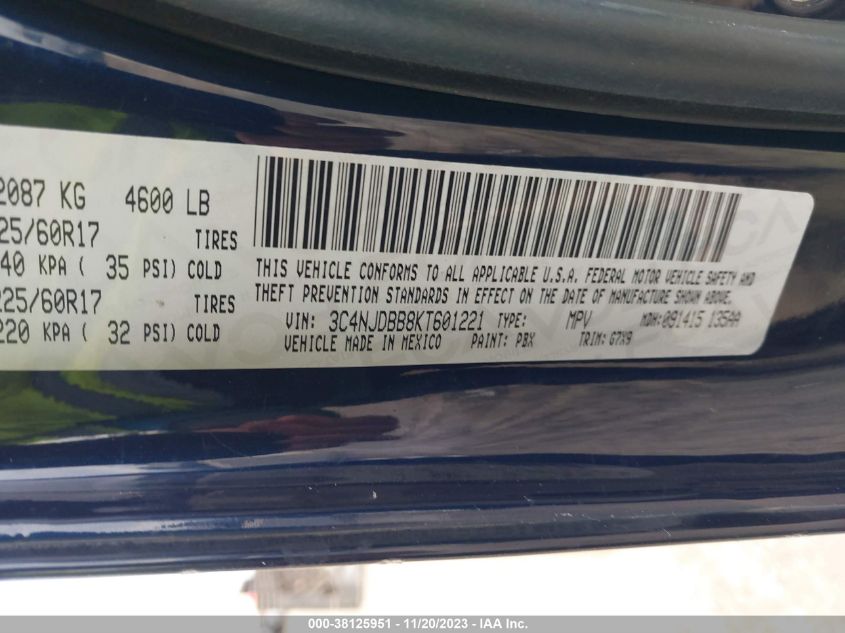 2087 KG 4600 LB
25/60R17 TIRES
40 KPA ( 35 PSI) COLD
225/60R17 TIRES
220 KPA ( 32 PSI) COLD
THIS VEHICLE CONFORMS TO ALL APPLICABLE U.S.A. FEDERAL MOTOR VEHICLE SAFETY AND
THEFT PREVENTION STANDARDS IN EFFECT ON THE DATE OF MANUFACTURE SHOWN ABOVE.
VIN: 3C4NJDBB8KT601221 TYPE: MPV MDH: 091415 135AA
VEHICLE MADE IN MEXICO PAINT: PBX TRIM: G7X9
000-38125951 - 11/20/2023 - IAA Inc.